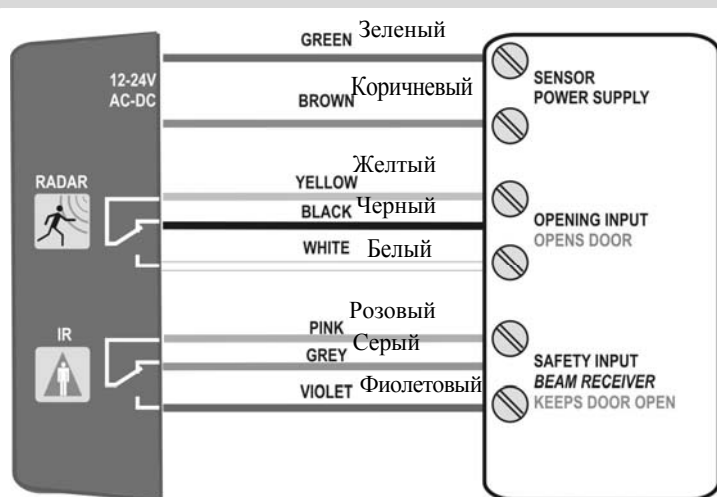 GREEN Зеленый
12-24V
AC-DC
BROWN Коричневый
SENSOR
POWER SUPPLY
RADAR
YELLOW Желтый
BLACK Черный
WHITE Белый
OPENING INPUT
OPENS DOOR
IR
PINK Розовый
GREY Серый
VIOLET Фиолетовый
SAFETY INPUT
BEAM RECEIVER
KEEPS DOOR OPEN